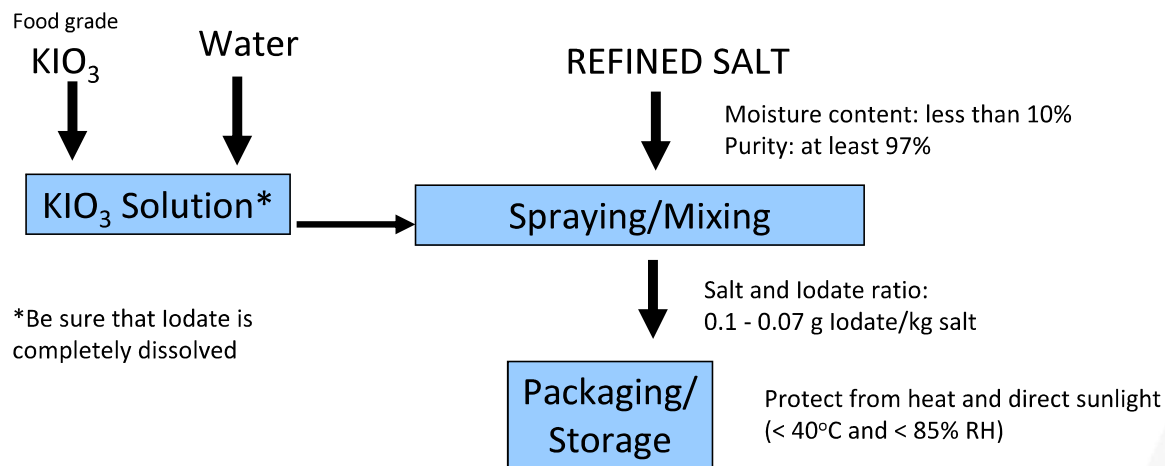 Food grade
KIO₃
Water
REFINED SALT
Moisture content: less than 10%
Purity: at least 97%
KIO₃ Solution*
Spraying/Mixing
*Be sure that Iodate is
completely dissolved
Salt and Iodate ratio:
0.1 - 0.07 g Iodate/kg salt
Packaging/
Storage
Protect from heat and direct sunlight
(< 40ᵒC and < 85% RH)